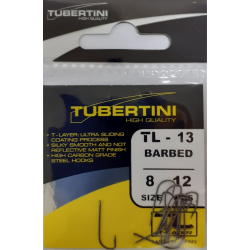 TUBERTINI
HIGH QUALITY
TUBERTINI
HIGH QUALITY
• T-LAYER: ULTRA SLIDING
COATING PROCESS
• SILKY SMOOTH AND NOT
REFLECTIVE MATT FINISH
• HIGH CARBON GRADE
STEEL HOOKS
TL - 13
BARBED
8 12
SIZE